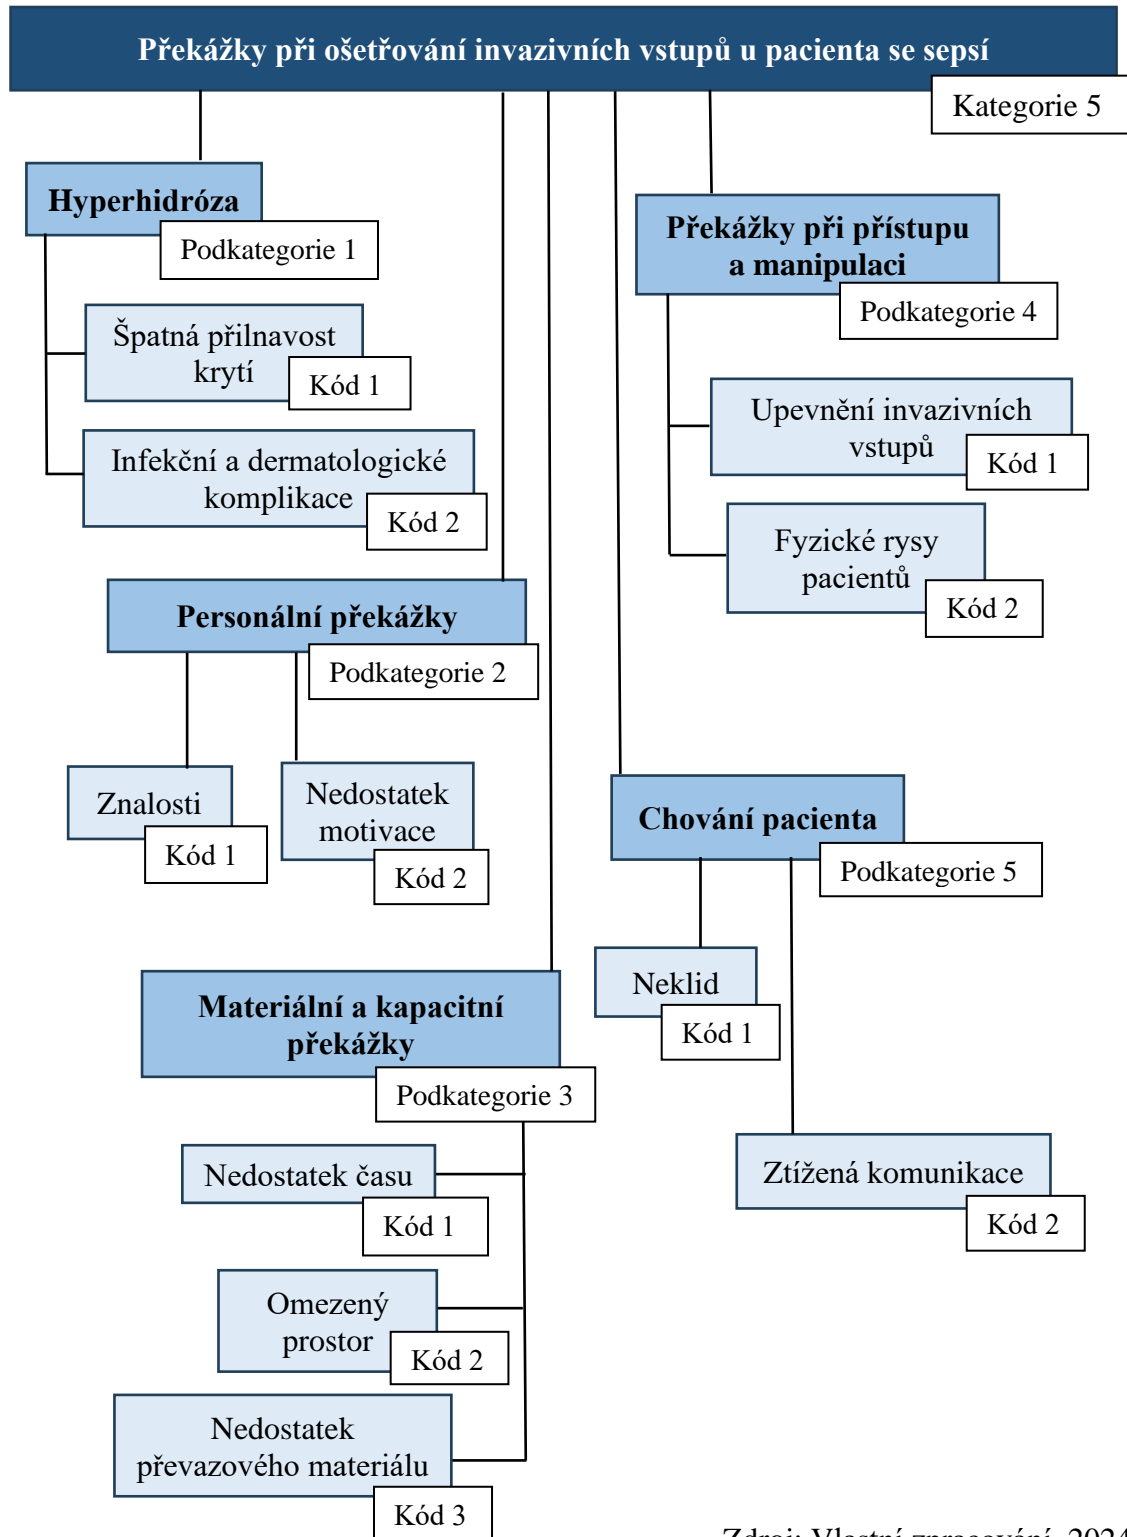 Překážky při ošetřování invazivních vstupů u pacienta se sepsí
Kategorie 5
Hyperhidróza
Podkategorie 1
Špatná přilnavost
krytí
Kód 1
Infekční a dermatologické
komplikace
Kód 2
Personální překážky
Podkategorie 2
Znalosti
Kód 1
Nedostatek
motivace
Kód 2
Materiální a kapacitní
překážky
Podkategorie 3
Nedostatek času
Kód 1
Omezený
prostor
Kód 2
Nedostatek
převazového materiálu
Kód 3
Překážky při přístupu
a manipulaci
Podkategorie 4
Upevnění invazivních
vstupů
Kód 1
Fyzické rysy
pacientů
Kód 2
Chování pacienta
Podkategorie 5
Neklid
Kód 1
Ztížená komunikace
Kód 2
Zdroj: Vlastní zpracování, 2024